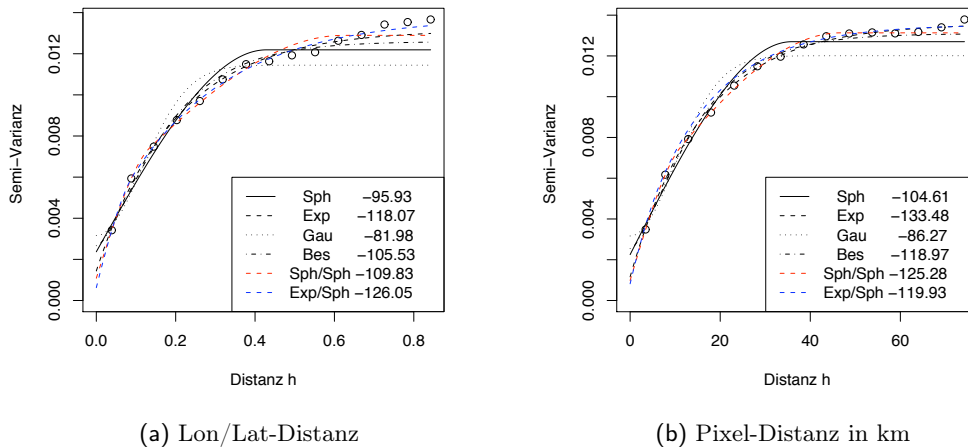 Semi−Varianz
0.012
0.008
0.004
0.000
Sph −95.93
Exp −118.07
Gau −81.98
Bes −105.53
Sph/Sph −109.83
Exp/Sph −126.05
0.0 0.2 0.4 0.6 0.8
Distanz h
(a) Lon/Lat-Distanz
Semi−Varianz
0.012
0.008
0.004
0.000
Sph −104.61
Exp −133.48
Gau −86.27
Bes −118.97
Sph/Sph −125.28
Exp/Sph −119.93
0 20 40 60
Distanz h
(b) Pixel-Distanz in km